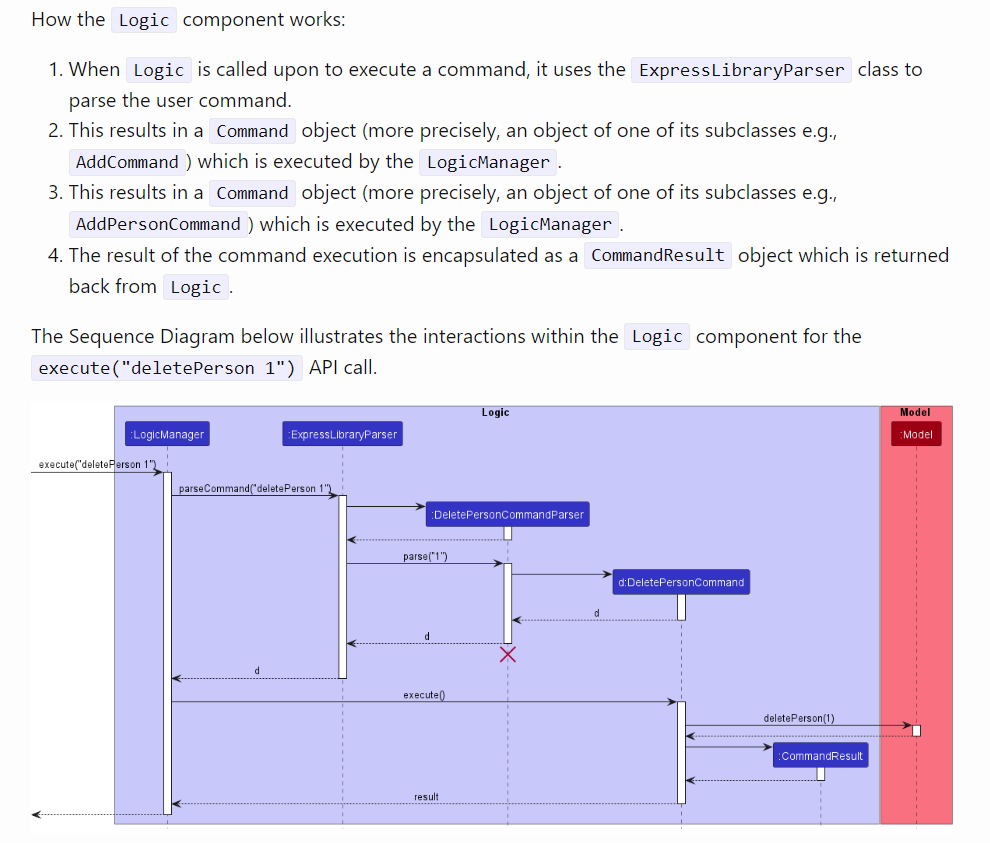 How the Logic component works:
1. When Logic is called upon to execute a command, it uses the ExpressLibraryParser class to
parse the user command.
2. This results in a Command object (more precisely, an object of one of its subclasses e.g.,
AddCommand ) which is executed by the LogicManager .
3. This results in a Command object (more precisely, an object of one of its subclasses e.g.,
AddPersonCommand ) which is executed by the LogicManager .
4. The result of the command execution is encapsulated as a CommandResult object which is returned
back from Logic .
The Sequence Diagram below illustrates the interactions within the Logic component for the
execute("deletePerson 1") API call.
Logic
Model
:LogicManager
:ExpressLibraryParser
:Model
execute("deletePerson 1")
parseCommand("deletePerson 1")
:DeletePersonCommandParser
parse("1")
d:DeletePersonCommand
d
d
d
execute()
deletePerson(1)
:CommandResult
result